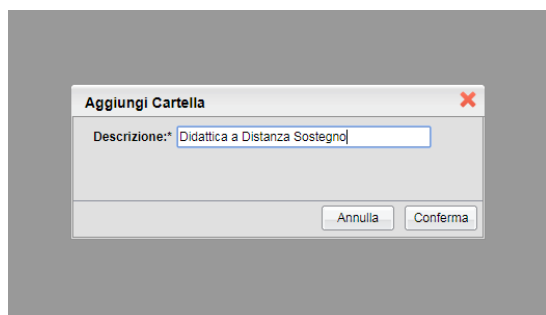 Aggiungi Cartella
Descrizione:* Didattica a Distanza Sostegno
Annulla Conferma